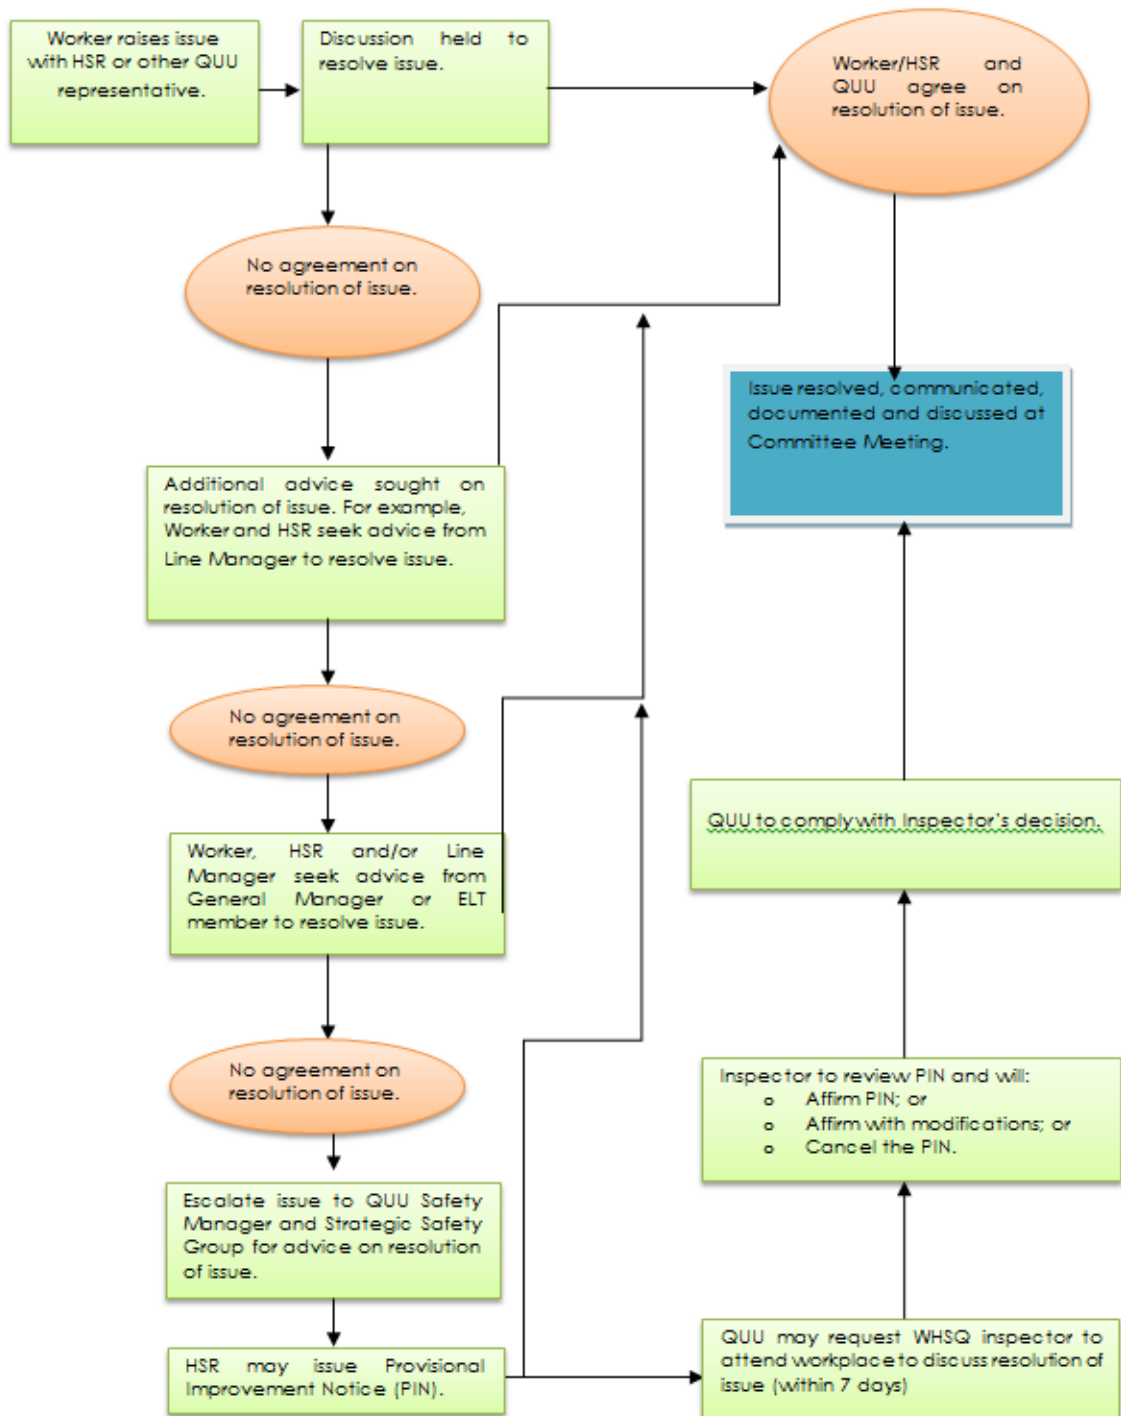 Worker raises issue
with HSR or other QUU
representative.
Discussion held to
resolve issue.
Worker/HSR and
QUU agree on
resolution of issue.
No agreement on
resolution of issue.
Issue resolved, communicated,
documented and discussed at
Committee Meeting.
Additional advice sought on
resolution of issue. For example,
Worker and HSR seek advice from
Line Manager to resolve issue.
No agreement on
resolution of issue.
Worker, HSR and/or Line
Manager seek advice from
General Manager or ELT
member to resolve issue.
No agreement on
resolution of issue.
Escalate issue to QUU Safety
Manager and Strategic Safety
Group for advice on resolution
of issue.
HSR may issue Provisional
Improvement Notice (PIN).
QUU may request WHSQ inspector to
attend workplace to discuss resolution of
issue (within 7 days)
Inspector to review PIN and will:
o Affirm PIN; or
o Affirm with modifications; or
o Cancel the PIN.
QUU to comply with Inspector's decision.